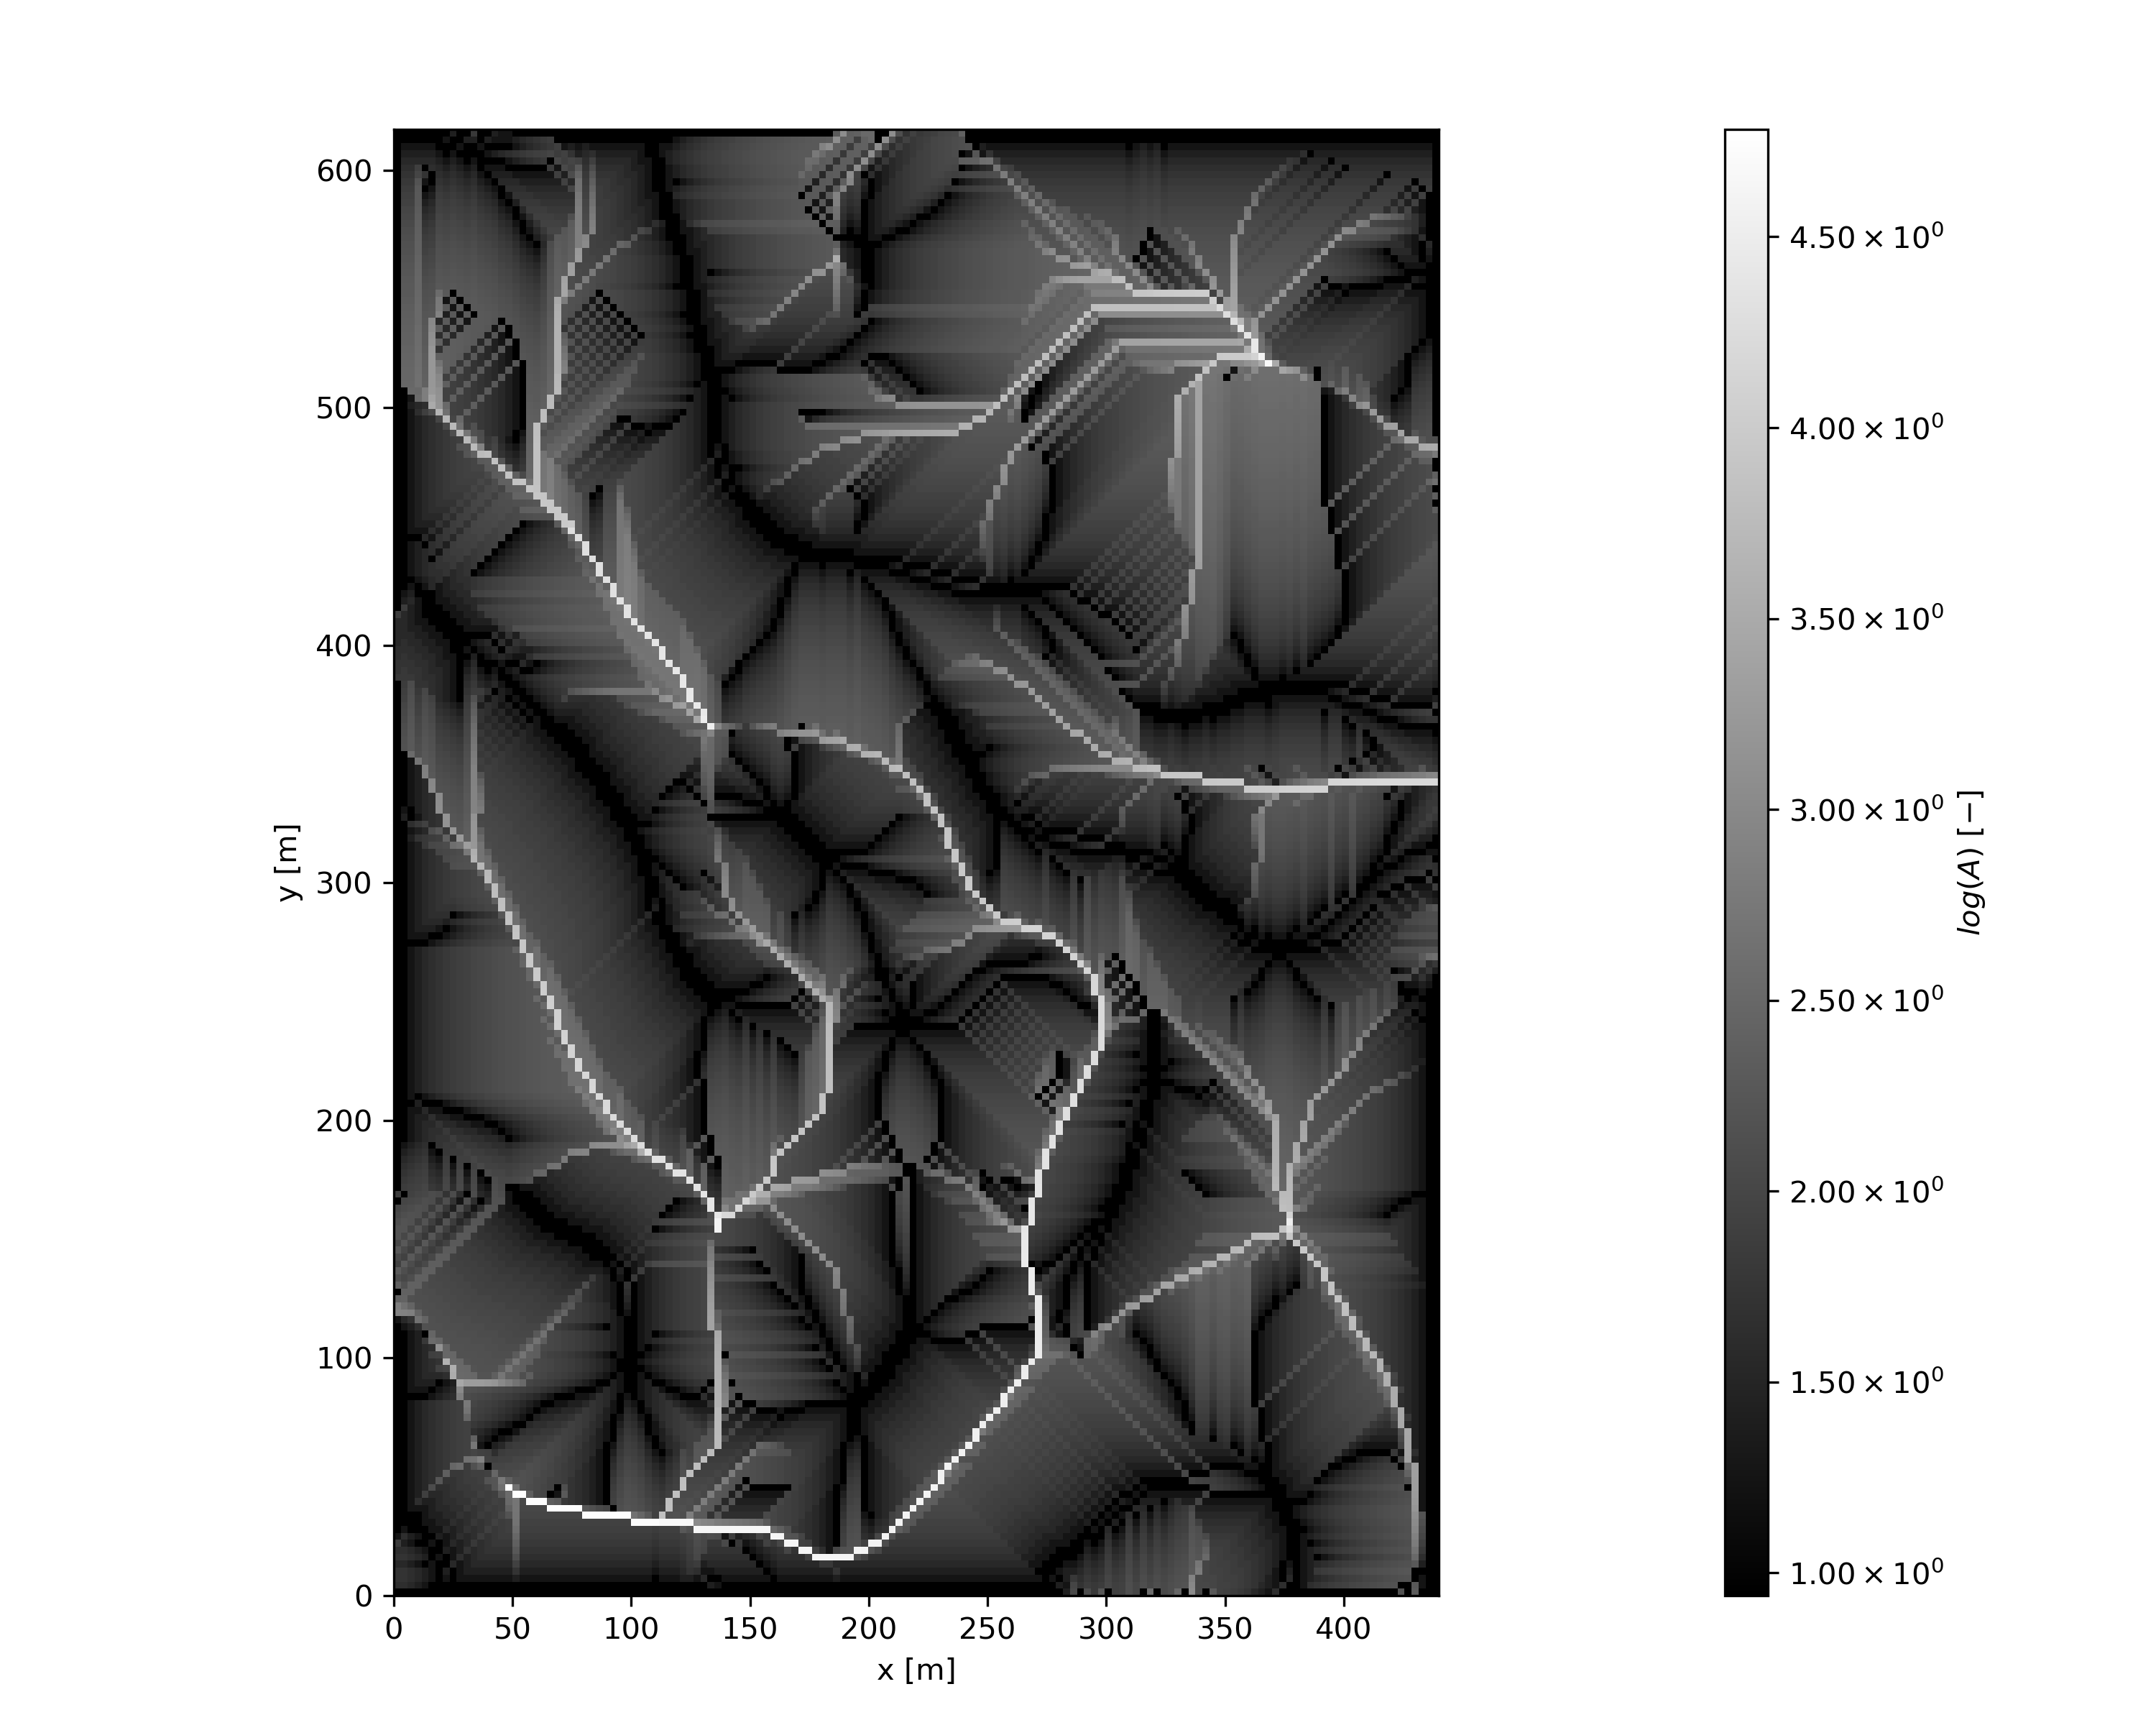 600
500
400
300
200
100
0
y [m]
0 50 100 150 200 250 300 350 400
x [m]
4.50 × 10⁰
4.00 × 10⁰
3.50 × 10⁰
3.00 × 10⁰
2.50 × 10⁰
2.00 × 10⁰
1.50 × 10⁰
1.00 × 10⁰
log(A) [−]